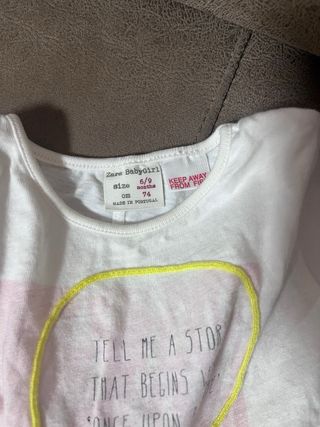 Zara BabyGirl
size 6/9 months
cm 74
MADE IN PORTUGAL
KEEP AWAY
FROM
TELL ME A STOR
THAT BEGINS
"ONCE UPON